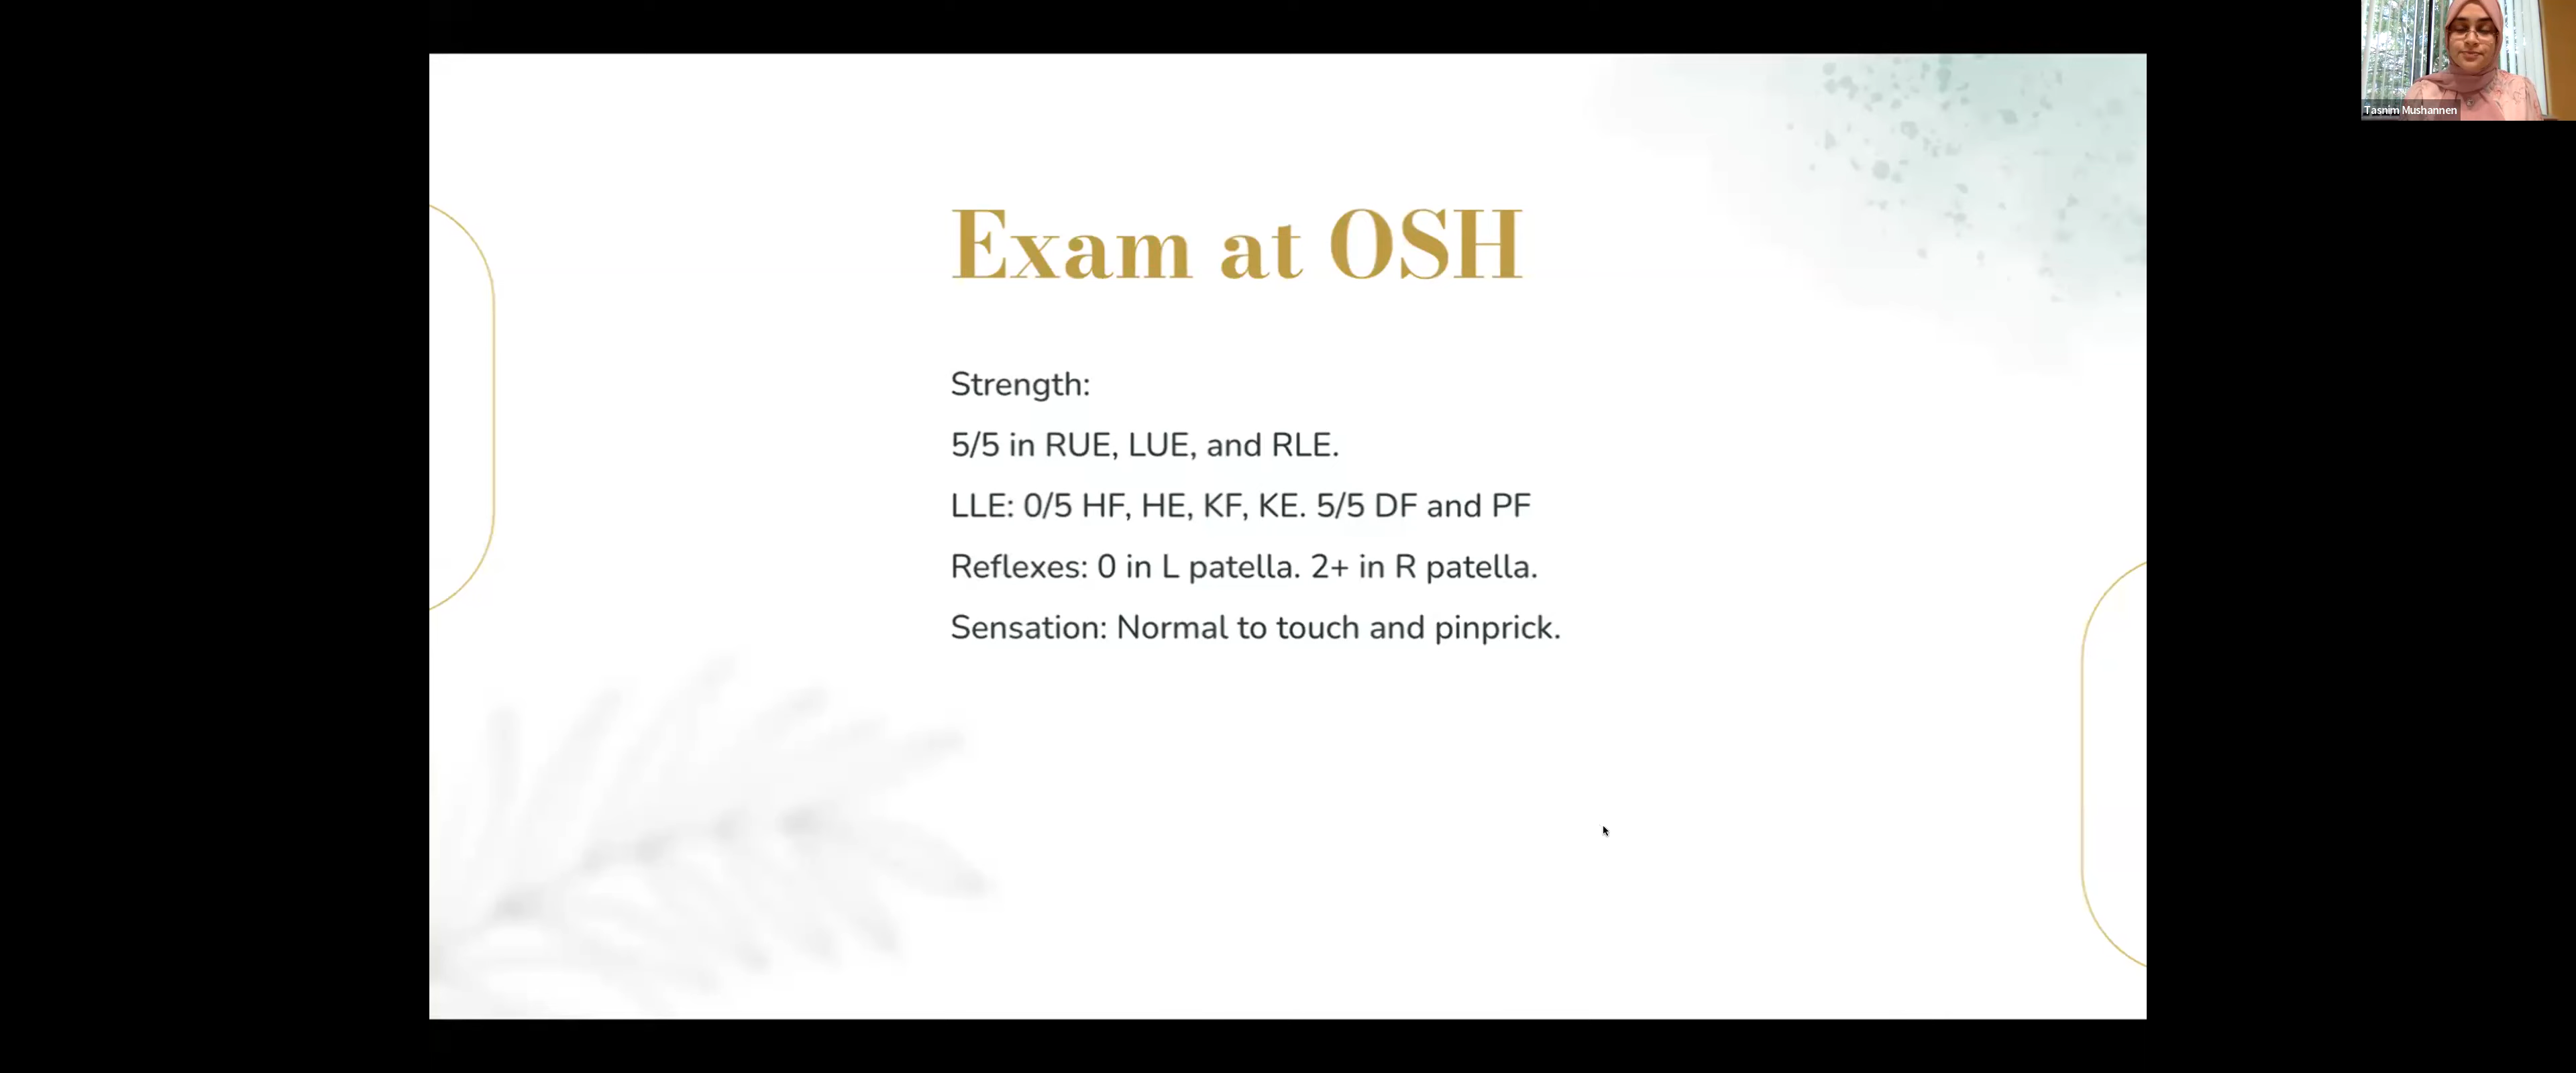 Tasnim Mushannen
Exam at OSH
Strength:
5/5 in RUE, LUE, and RLE.
LLE: 0/5 HF, HE, KF, KE. 5/5 DF and PF
Reflexes: 0 in L patella. 2+ in R patella.
Sensation: Normal to touch and pinprick.